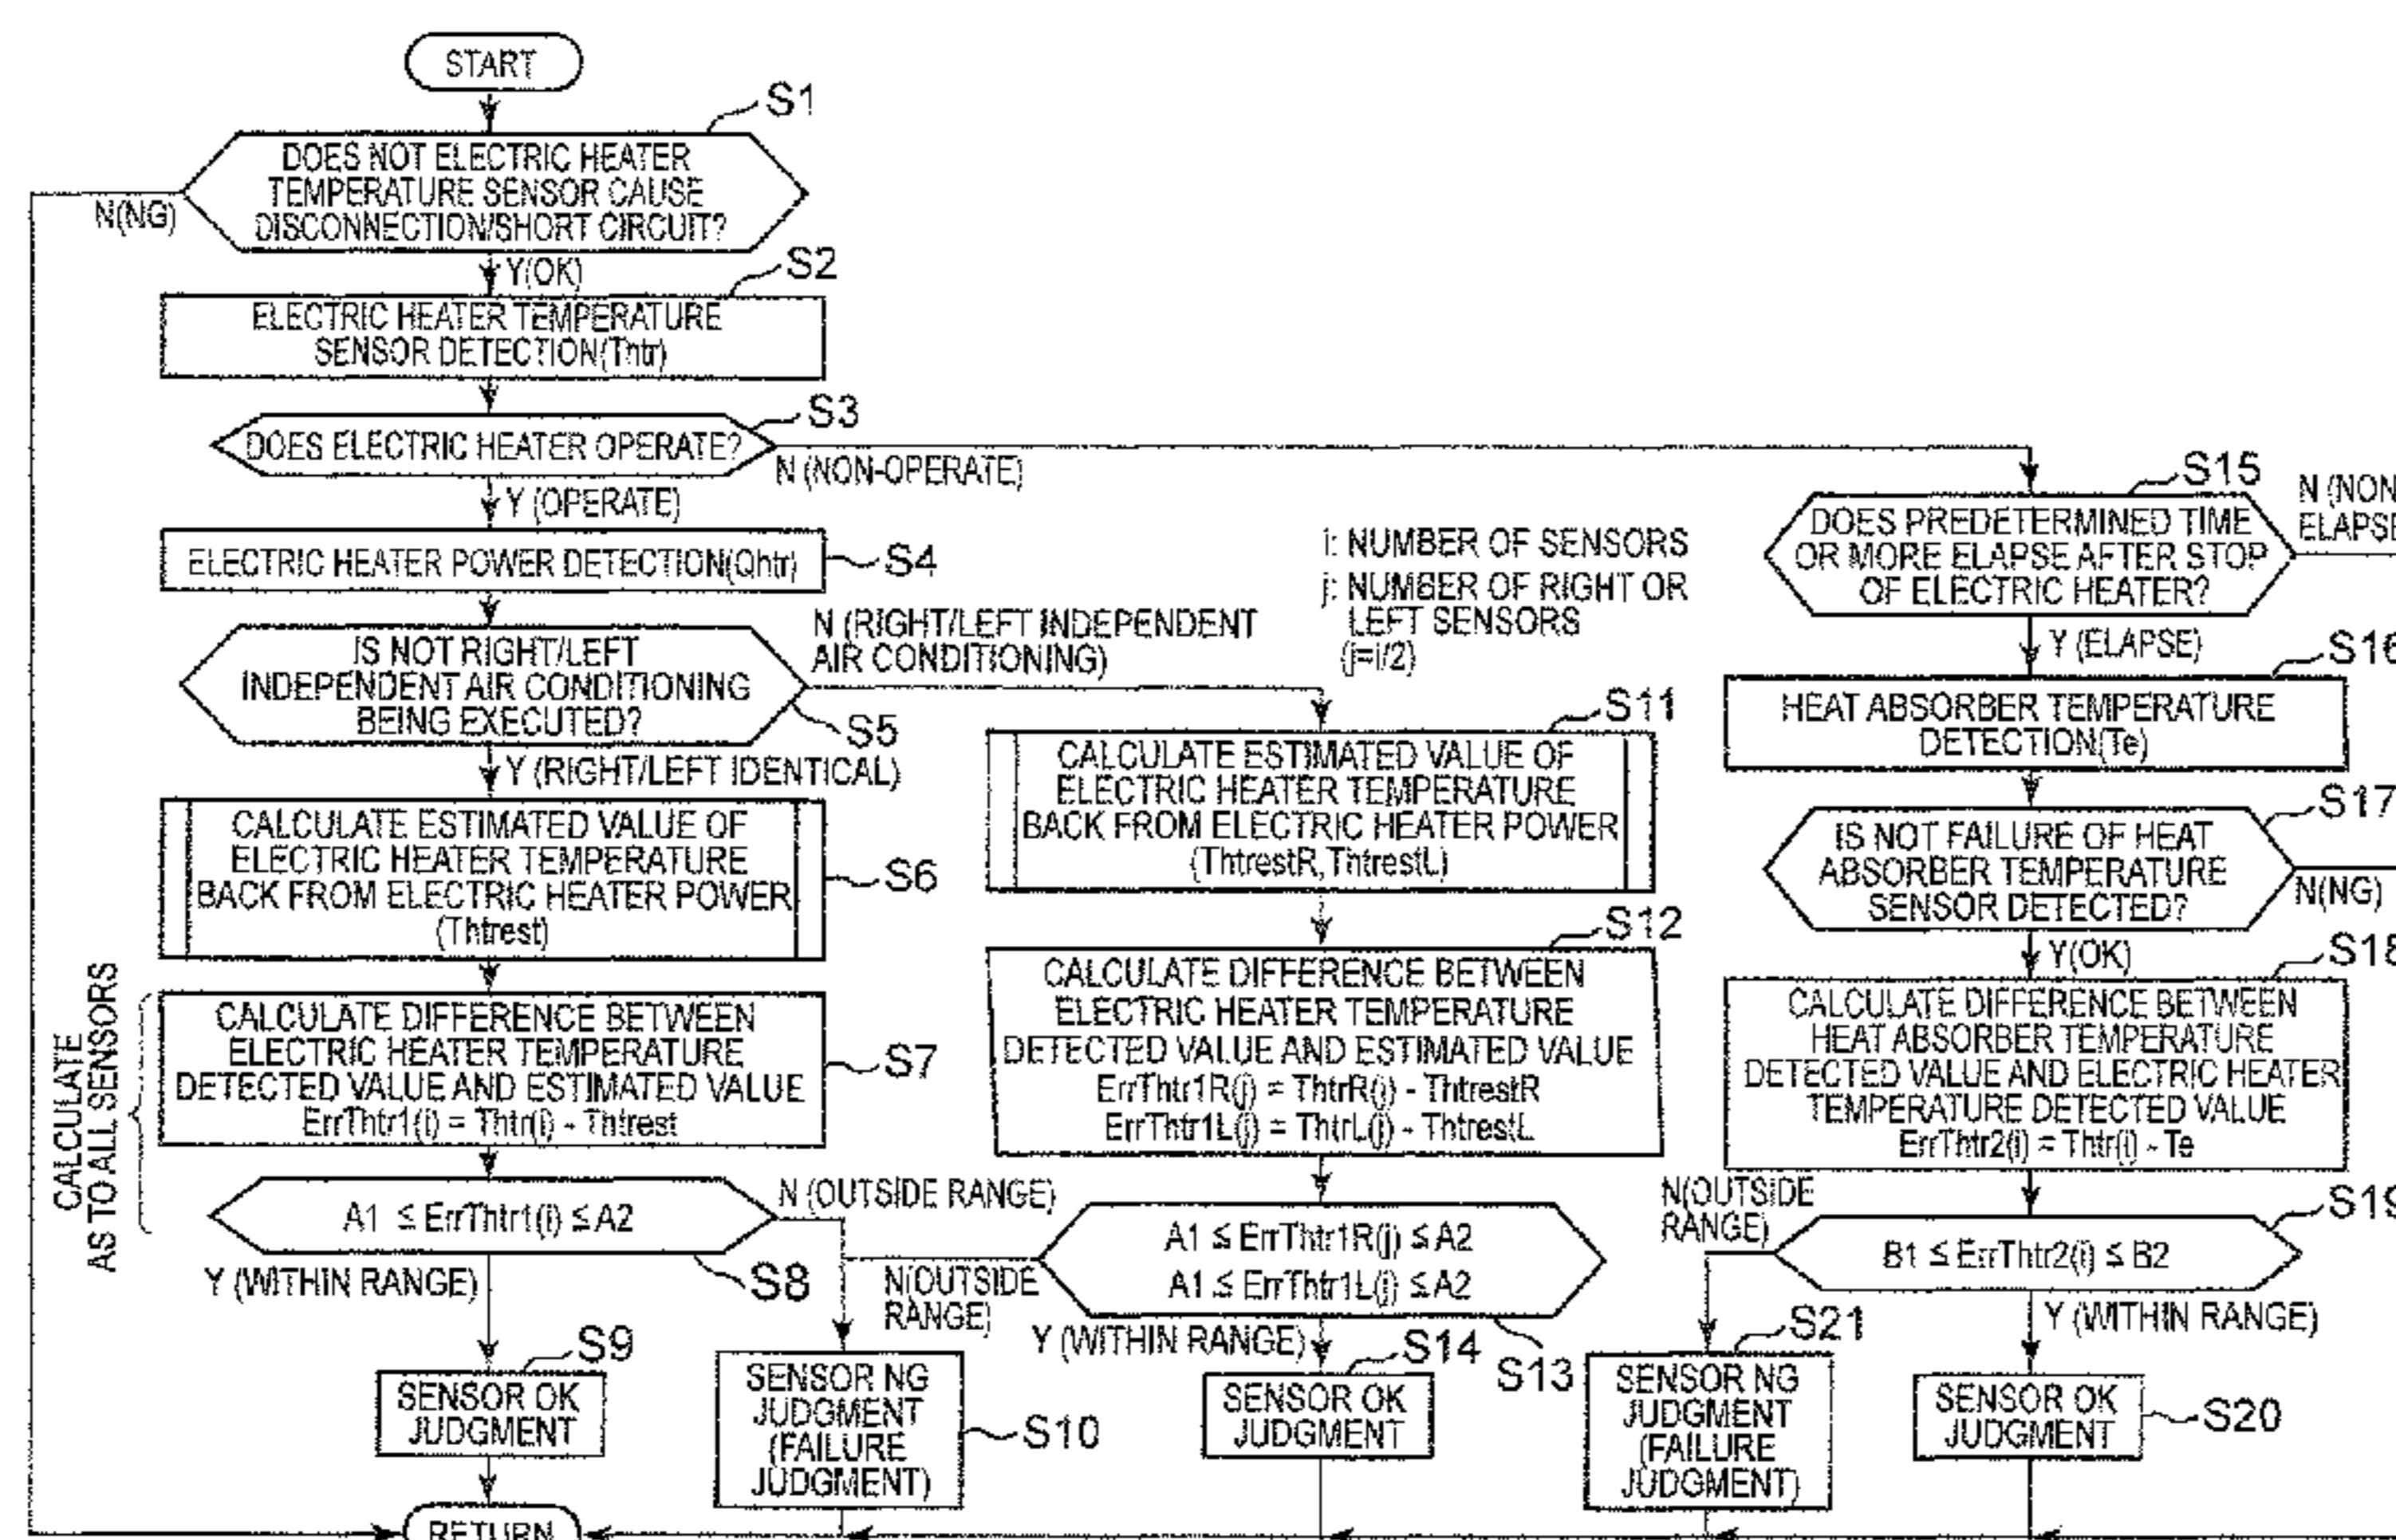 START
S1
DOES NOT ELECTRIC HEATER
TEMPERATURE SENSOR CAUSE
DISCONNECTION/SHORT CIRCUIT?
N(NG)
Y(OK)
S2
ELECTRIC HEATER TEMPERATURE
SENSOR DETECTION(Thtr)
S3
DOES ELECTRIC HEATER OPERATE?
N (NON-OPERATE)
Y (OPERATE)
ELECTRIC HEATER POWER DETECTION(Qhtr)
S4
IS NOT RIGHT/LEFT
INDEPENDENT AIR CONDITIONING
BEING EXECUTED?
S5
N (RIGHT/LEFT INDEPENDENT
AIR CONDITIONING)
Y (RIGHT/LEFT IDENTICAL)
CALCULATE ESTIMATED VALUE OF
ELECTRIC HEATER TEMPERATURE
BACK FROM ELECTRIC HEATER POWER
(Thtrest)
S6
CALCULATE
AS TO ALL SENSORS
CALCULATE DIFFERENCE BETWEEN
ELECTRIC HEATER TEMPERATURE
DETECTED VALUE AND ESTIMATED VALUE
ErrThtr1(i) = Thtr(i) - Thtrest
S7
A1 ≤ ErrThtr1(i) ≤ A2
S8
N (OUTSIDE RANGE)
Y (WITHIN RANGE)
S9
SENSOR OK
JUDGMENT
SENSOR NG
JUDGMENT
(FAILURE
JUDGMENT)
S10
RETURN
i: NUMBER OF SENSORS
j: NUMBER OF RIGHT OR
LEFT SENSORS
(j=i/2)
S11
CALCULATE ESTIMATED VALUE OF
ELECTRIC HEATER TEMPERATURE
BACK FROM ELECTRIC HEATER POWER
(ThtrestR,ThtrestL)
S12
CALCULATE DIFFERENCE BETWEEN
ELECTRIC HEATER TEMPERATURE
DETECTED VALUE AND ESTIMATED VALUE
ErrThtr1R(j) = ThtrR(j) - ThtrestR
ErrThtr1L(j) = ThtrL(j) - ThtrestL
A1 ≤ ErrThtr1R(j) ≤ A2
A1 ≤ ErrThtr1L(j) ≤ A2
N(OUTSIDE
RANGE)
Y (WITHIN RANGE)
S13
S14
SENSOR OK
JUDGMENT
S15
DOES PREDETERMINED TIME
OR MORE ELAPSE AFTER STOP
OF ELECTRIC HEATER?
N (NON
ELAPSE
Y (ELAPSE)
S16
HEAT ABSORBER TEMPERATURE
DETECTION(Te)
S17
IS NOT FAILURE OF HEAT
ABSORBER TEMPERATURE
SENSOR DETECTED?
N(NG)
Y(OK)
S18
CALCULATE DIFFERENCE BETWEEN
HEAT ABSORBER TEMPERATURE
DETECTED VALUE AND ELECTRIC HEATER
TEMPERATURE DETECTED VALUE
ErrThtr2(i) = Thtr(i) - Te
S19
N(OUTSIDE
RANGE)
B1 ≤ ErrThtr2(i) ≤ B2
Y (WITHIN RANGE)
S21
SENSOR NG
JUDGMENT
(FAILURE
JUDGMENT)
SENSOR OK
JUDGMENT
S20